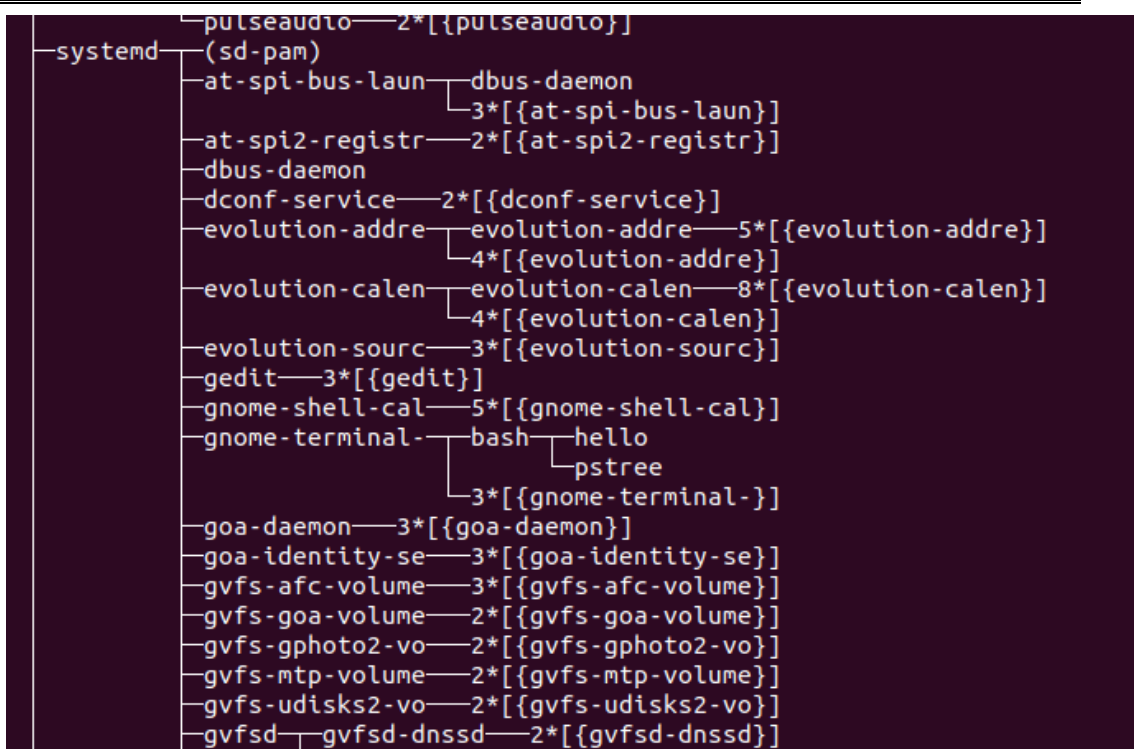 pulseaudio───2*[{pulseaudio}]
├─systemd─┬─(sd-pam)
├─at-spi-bus-laun─┬─dbus-daemon
└─3*[{at-spi-bus-laun}]
├─at-spi2-registr───2*[{at-spi2-registr}]
├─dbus-daemon
├─dconf-service───2*[{dconf-service}]
├─evolution-addre─┬─evolution-addre───5*[{evolution-addre}]
└─4*[{evolution-addre}]
├─evolution-calen─┬─evolution-calen───8*[{evolution-calen}]
└─4*[{evolution-calen}]
├─evolution-sourc───3*[{evolution-sourc}]
├─gedit───3*[{gedit}]
├─gnome-shell-cal───5*[{gnome-shell-cal}]
├─gnome-terminal-─┬─bash─┬─hello
└─pstree
└─3*[{gnome-terminal-}]
├─goa-daemon───3*[{goa-daemon}]
├─goa-identity-se───3*[{goa-identity-se}]
├─gvfs-afc-volume───3*[{gvfs-afc-volume}]
├─gvfs-goa-volume───2*[{gvfs-goa-volume}]
├─gvfs-gphoto2-vo───2*[{gvfs-gphoto2-vo}]
├─gvfs-mtp-volume───2*[{gvfs-mtp-volume}]
├─gvfs-udisks2-vo───2*[{gvfs-udisks2-vo}]
├─gvfsd─┬─gvfsd-dnssd───2*[{gvfsd-dnssd}]